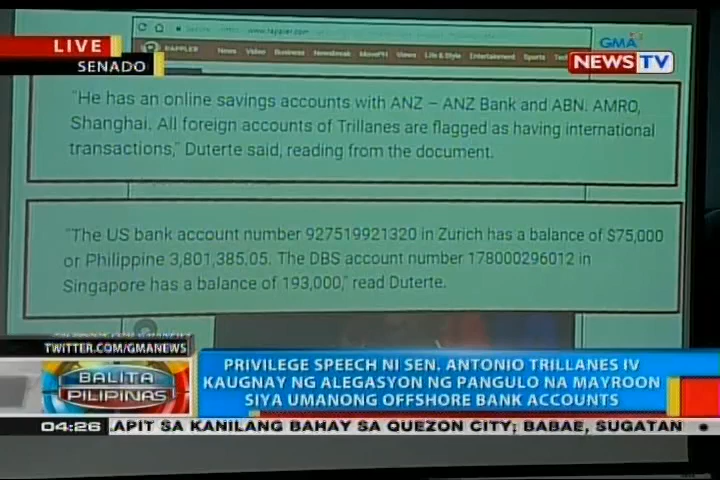 LIVE
SENADO
RAPPLER News Video Business Newsbreak MovePH Views Life & Style Entertainment Sports
GMA
NEWSTV
"He has an online savings accounts with ANZ – ANZ Bank and ABN. AMRO,
Shanghai. All foreign accounts of Trillanes are flagged as having international
transactions," Duterte said, reading from the document.
"The US bank account number 927519921320 in Zurich has a balance of $75,000
or Philippine 3,801,385,05. The DBS account number 178000296012 in
Singapore has a balance of 193,000," read Duterte.
TWITTER.COM/GMANEWS
BALITA
PILIPINAS
PRIVILEGE SPEECH NI SEN. ANTONIO TRILLANES IV
KAUGNAY NG ALEGASYON NG PANGULO NA MAYROON
SIYA UMANONG OFFSHORE BANK ACCOUNTS
04:26 LAPIT SA KANILANG BAHAY SA QUEZON CITY; BABAE, SUGATAN